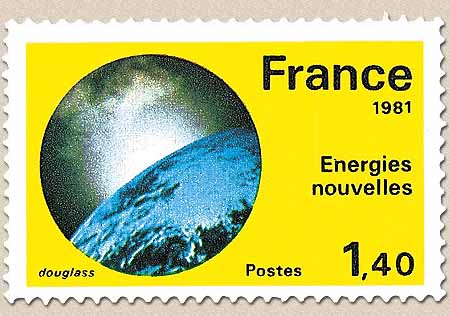 France
1981
Energies
nouvelles
douglass
Postes
1,40